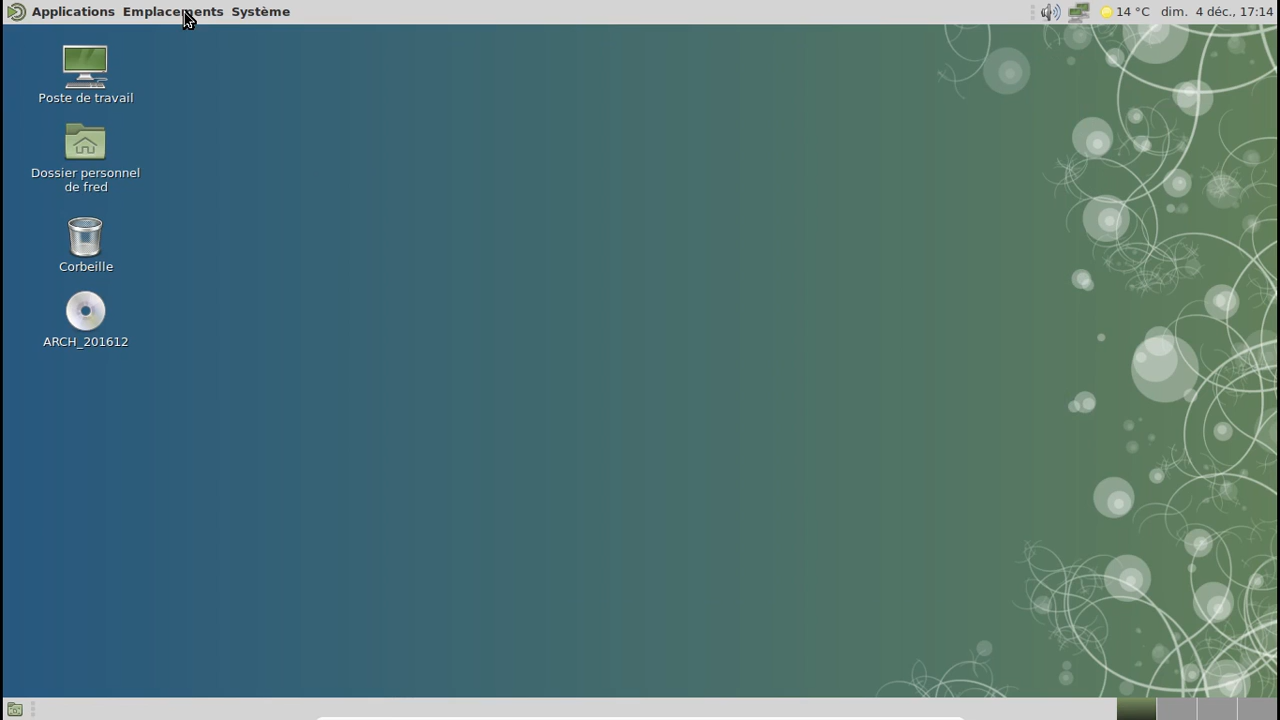 Applications Emplacements Système 14 °C dim. 4 déc., 17:14
Poste de travail
Dossier personnel
de fred
Corbeille
ARCH_201612